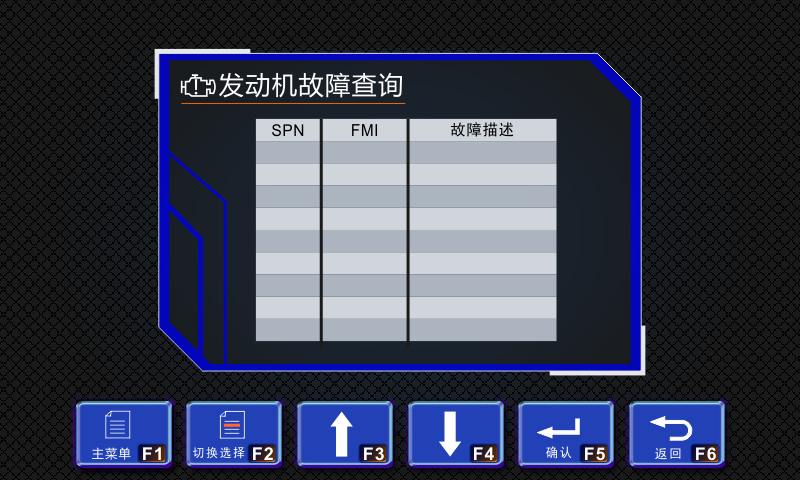 发动机故障查询
SPN FMI 故障描述
主菜单 F1
切换选择 F2
F3
F4
确认 F5
返回 F6